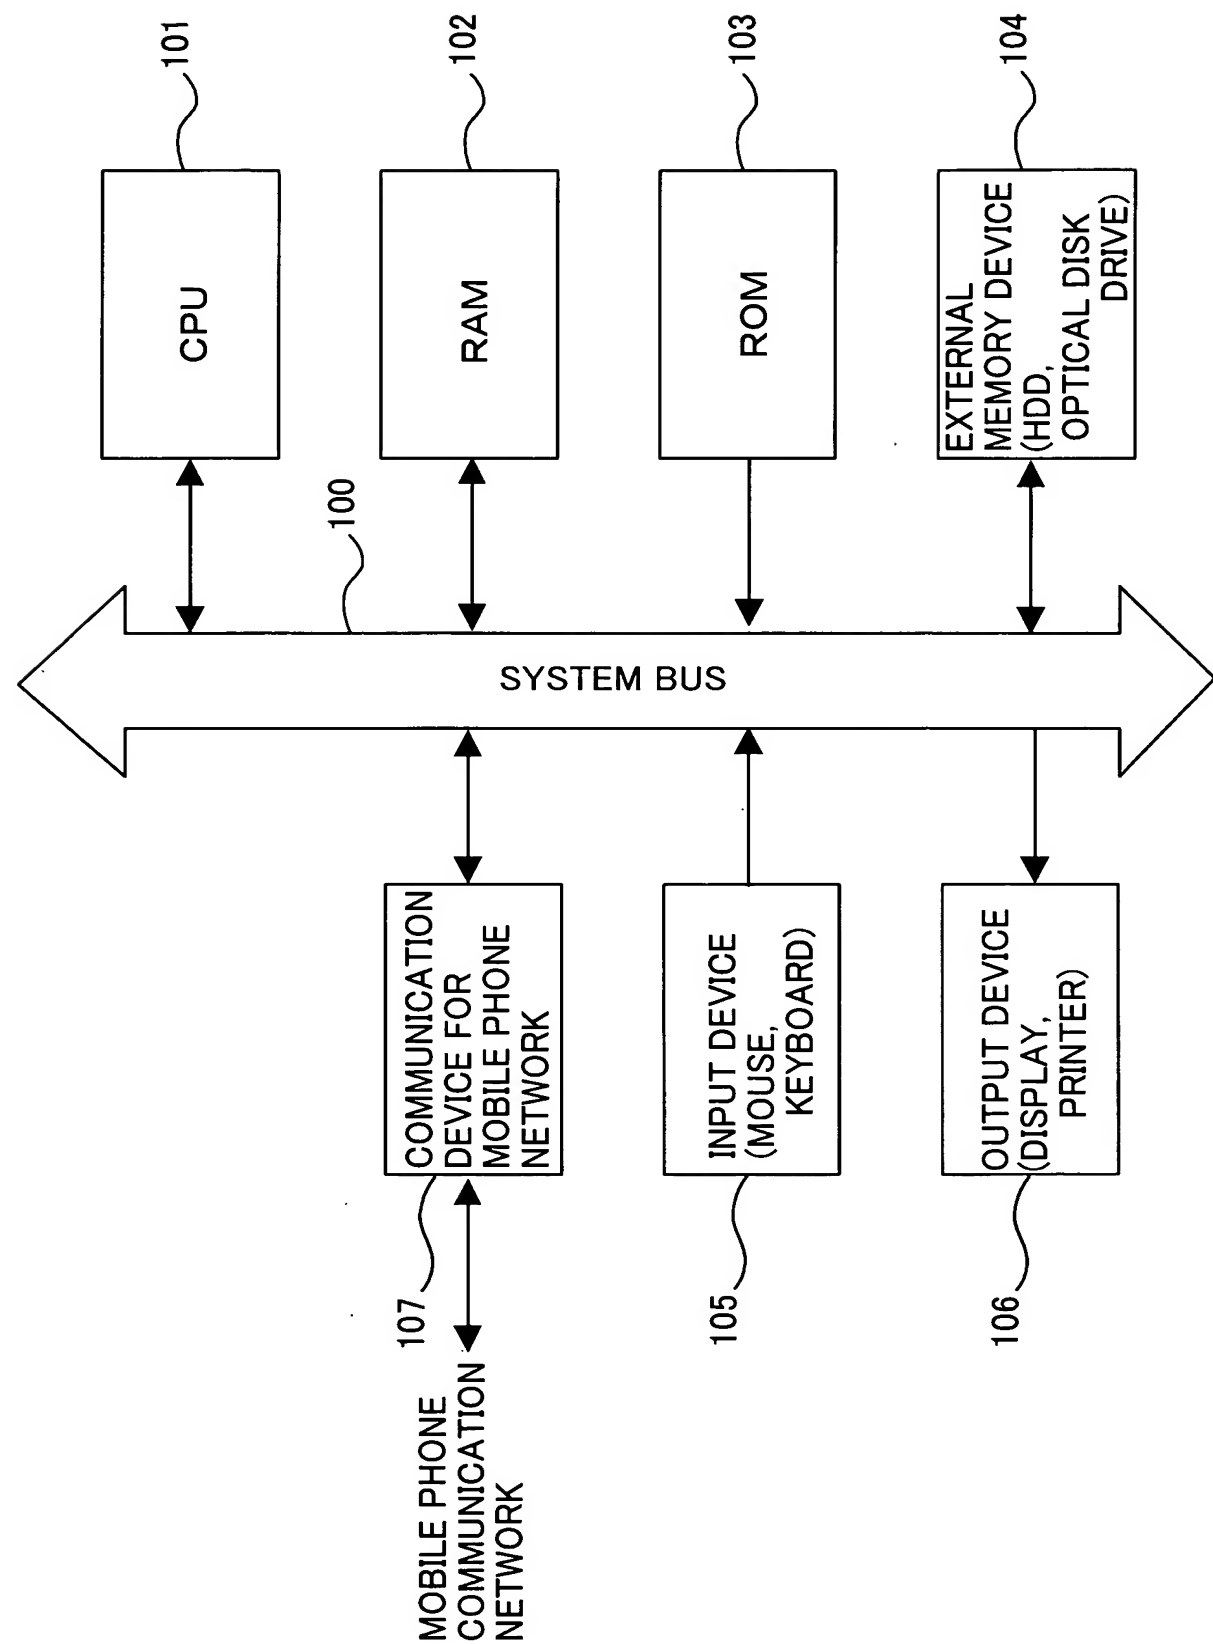 101
CPU
102
RAM
103
ROM
104
EXTERNAL
MEMORY DEVICE
(HDD,
OPTICAL DISK
DRIVE)
100
SYSTEM BUS
COMMUNICATION
DEVICE FOR
MOBILE PHONE
NETWORK
107
MOBILE PHONE
COMMUNICATION
NETWORK
INPUT DEVICE
(MOUSE,
KEYBOARD)
105
OUTPUT DEVICE
(DISPLAY,
PRINTER)
106